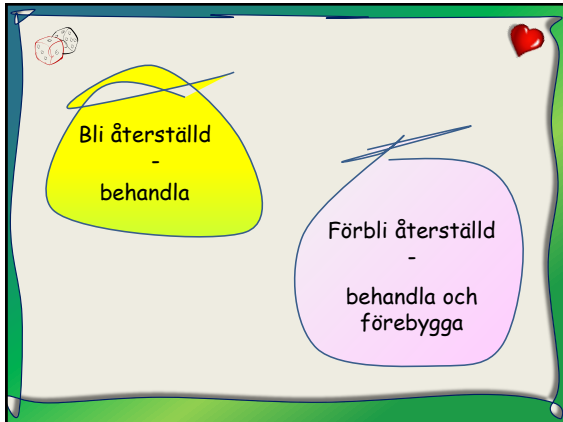 Bli återställd
-
behandla
Förbli återställd
-
behandla och
förebygga